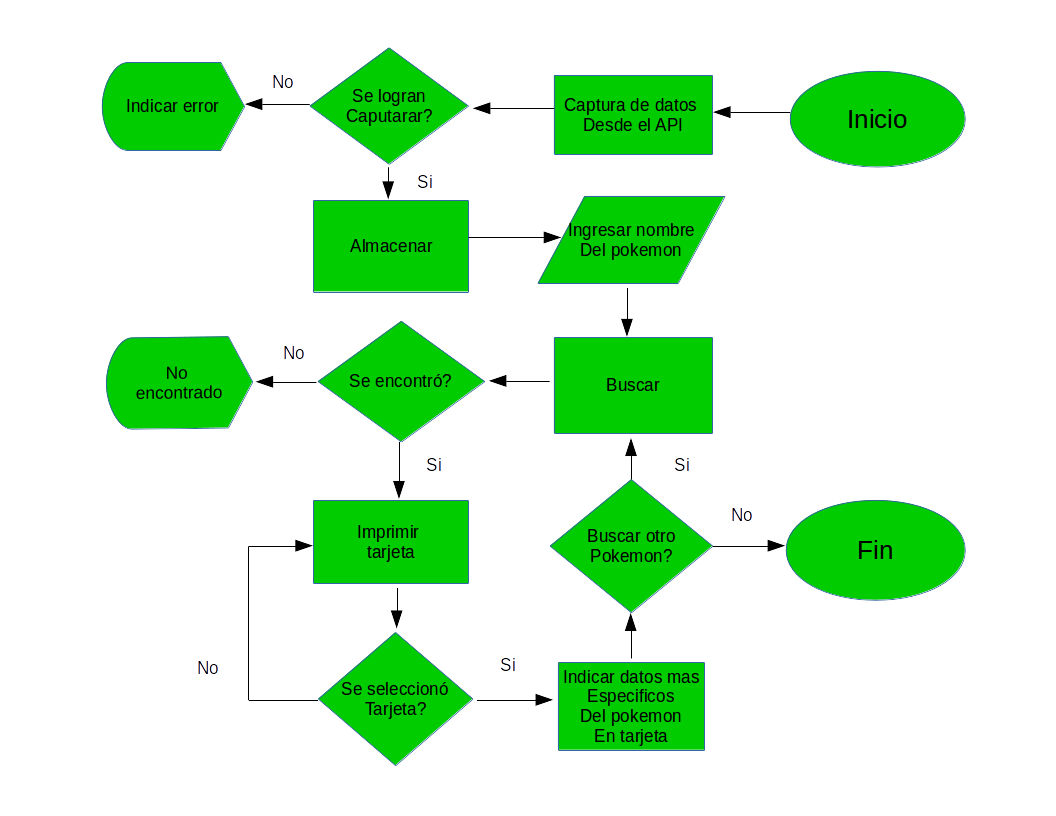 No
Se logran
Caputarar?
Indicar error
Captura de datos
Desde el API
Inicio
Si
Almacenar
Ingresar nombre
Del pokemon
No
No
encontrado
Se encontró?
Buscar
Si
Si
Imprimir
tarjeta
Buscar otro
Pokemon?
No
Fin
No
Se seleccionó
Tarjeta?
Si
Indicar datos mas
Especificos
Del pokemon
En tarjeta